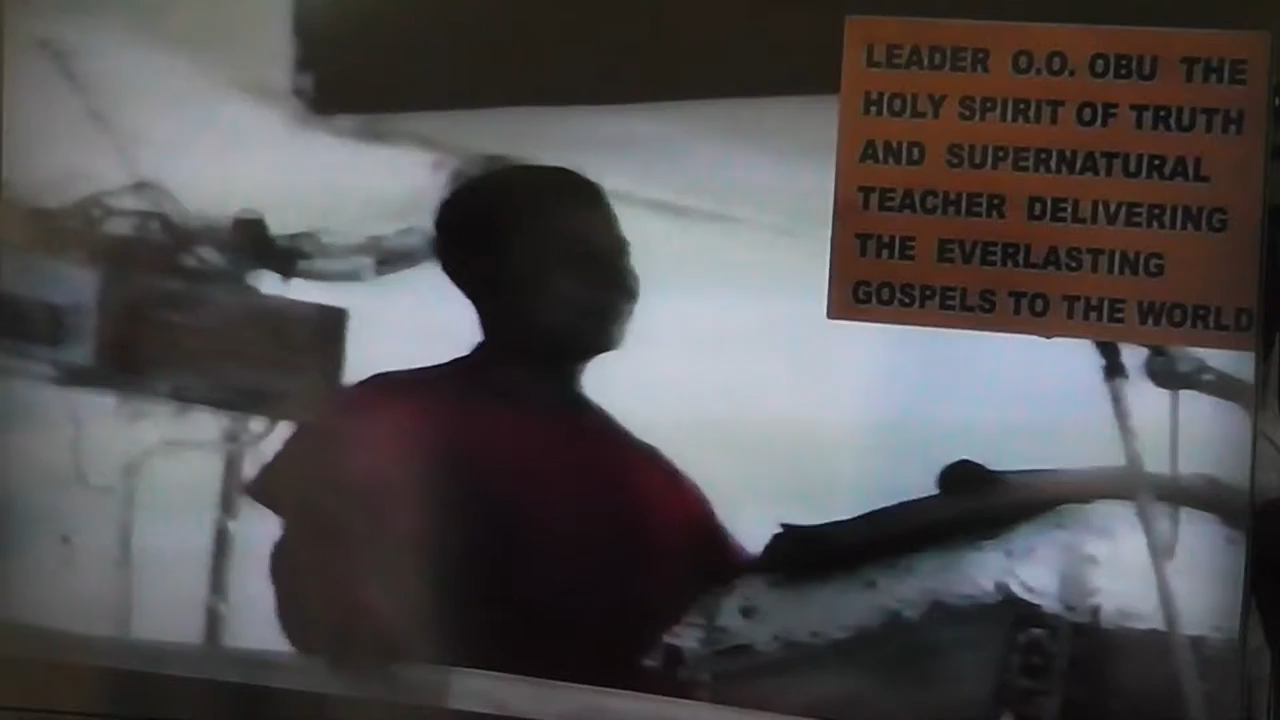 LEADER O.O. OBU THE
HOLY SPIRIT OF TRUTH
AND SUPERNATURAL
TEACHER DELIVERING
THE EVERLASTING
GOSPELS TO THE WORLD